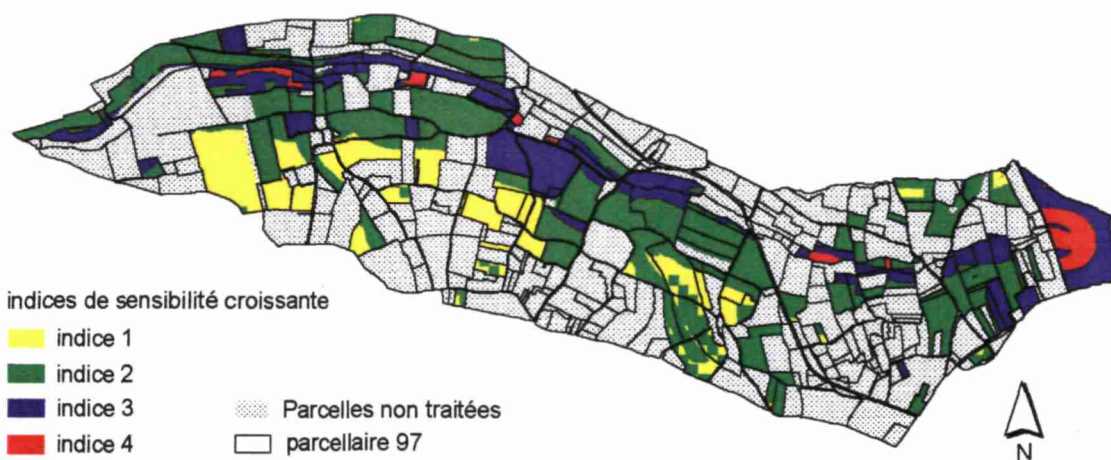 indices de sensibilité croissante
indice 1
indice 2
indice 3
indice 4
Parcelles non traitées
parcellaire 97
N